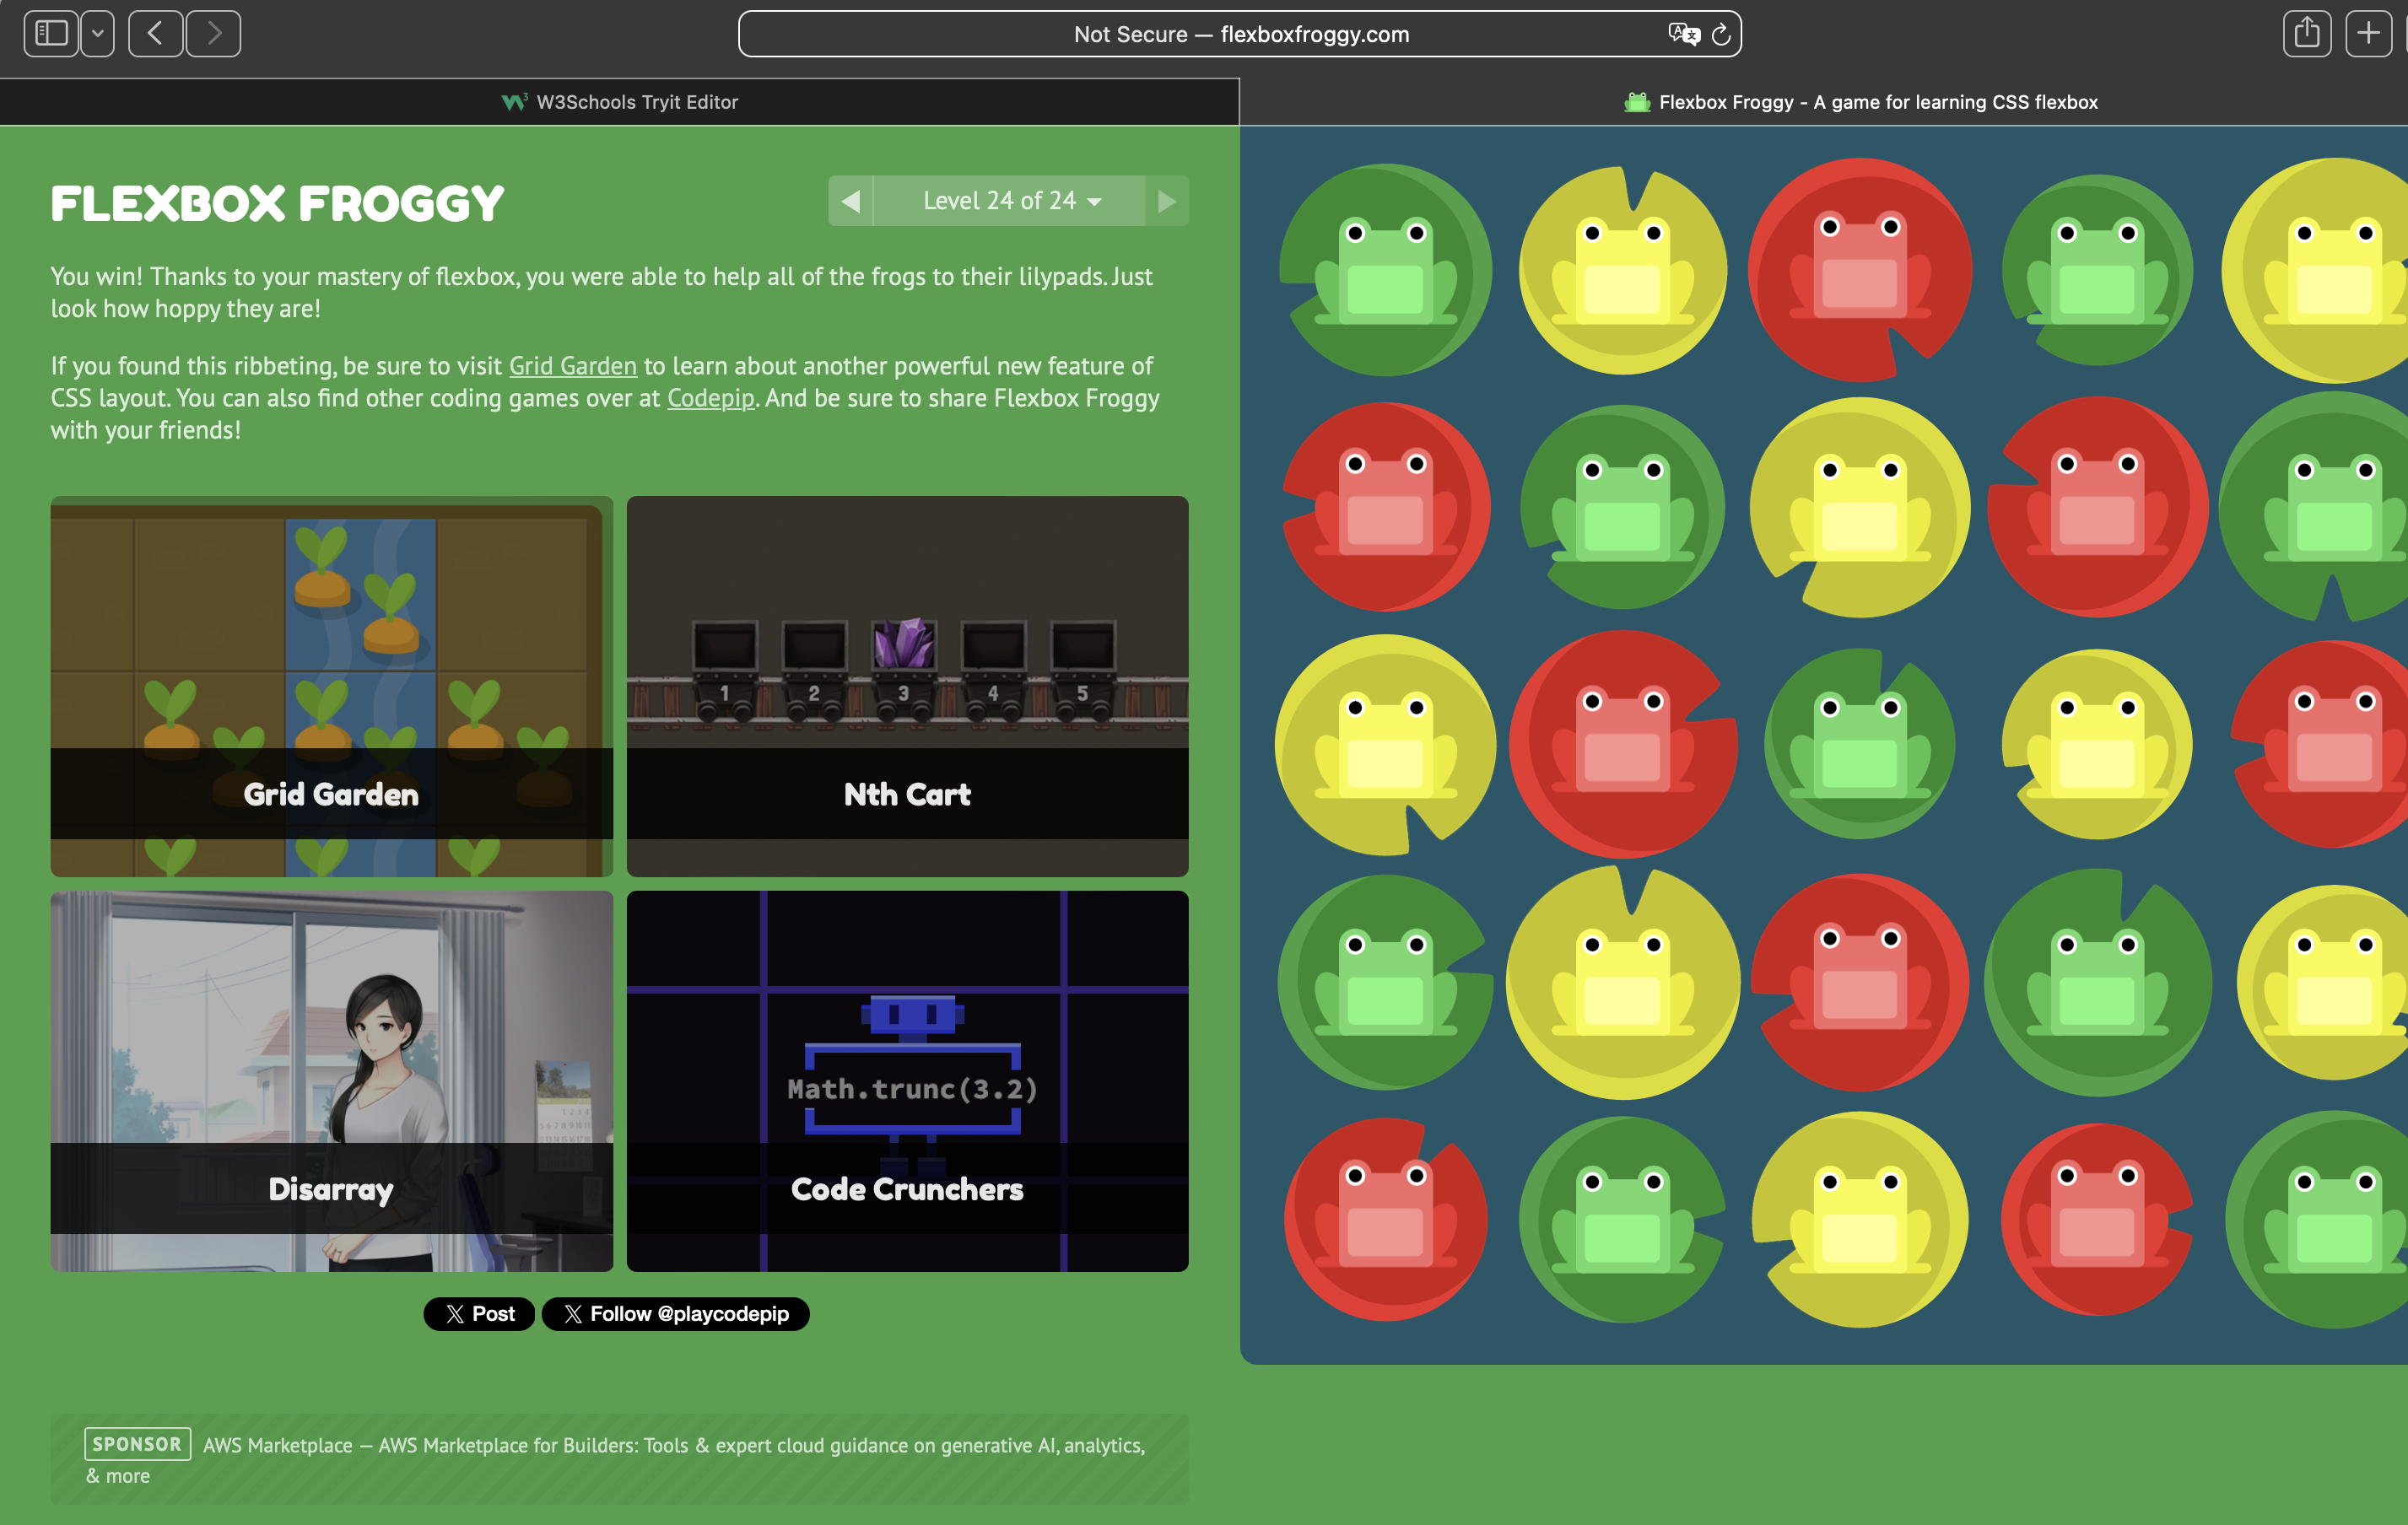 Not Secure — flexboxfroggy.com
W3Schools Tryit Editor
Flexbox Froggy - A game for learning CSS flexbox
FLEXBOX FROGGY
Level 24 of 24
You win! Thanks to your mastery of flexbox, you were able to help all of the frogs to their lilypads. Just
look how hoppy they are!
If you found this ribbeting, be sure to visit Grid Garden to learn about another powerful new feature of
CSS layout. You can also find other coding games over at Codepip. And be sure to share Flexbox Froggy
with your friends!
1 2 3 4 5
Grid Garden
Nth Cart
Math.trunc(3.2)
Disarray
Code Crunchers
X Post
X Follow @playcodepip
SPONSOR AWS Marketplace — AWS Marketplace for Builders: Tools & expert cloud guidance on generative AI, analytics,
& more